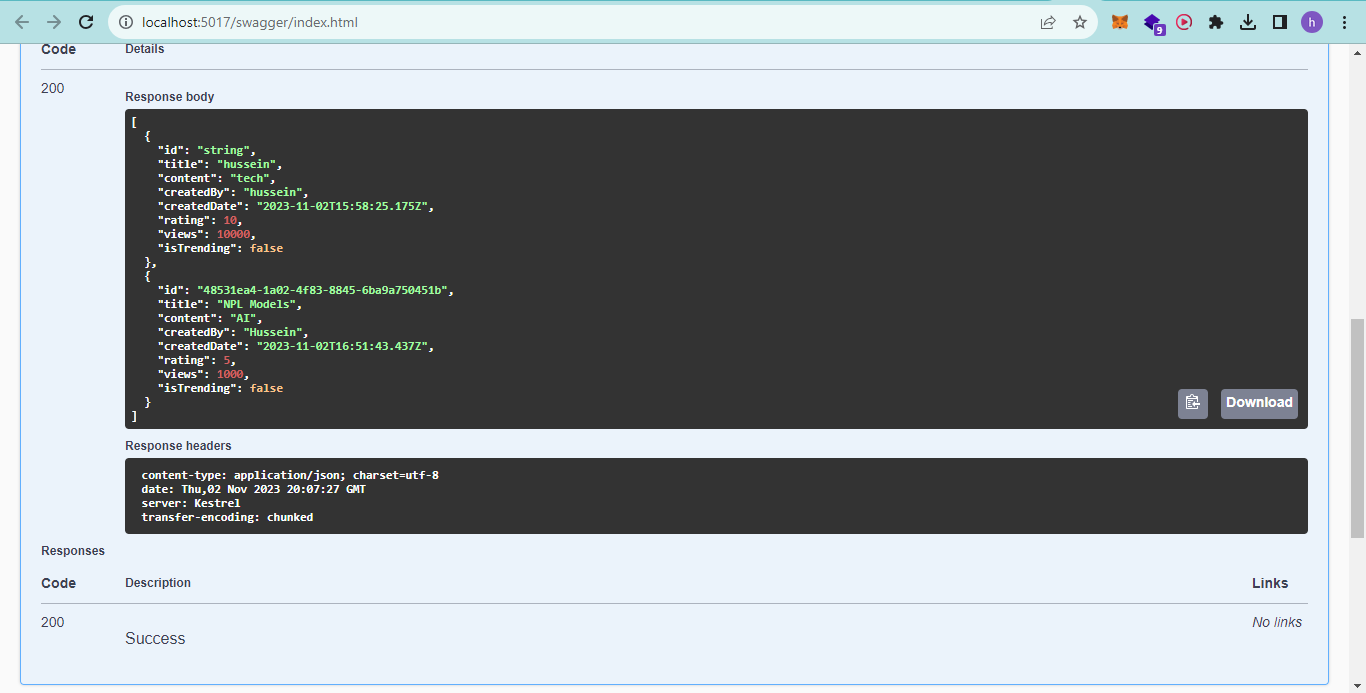 localhost:5017/swagger/index.html
9
h
Code Details
200
Response body
[
{
"id": "string",
"title": "hussein",
"content": "tech",
"createdBy": "hussein",
"createdDate": "2023-11-02T15:58:25.175Z",
"rating": 10,
"views": 10000,
"isTrending": false
},
{
"id": "48531ea4-1a02-4f83-8845-6ba9a750451b",
"title": "NPL Models",
"content": "AI",
"createdBy": "Hussein",
"createdDate": "2023-11-02T16:51:43.437Z",
"rating": 5,
"views": 1000,
"isTrending": false
}
]
Download
Response headers
content-type: application/json; charset=utf-8
date: Thu,02 Nov 2023 20:07:27 GMT
server: Kestrel
transfer-encoding: chunked
Responses
Code Description Links
200 Success No links